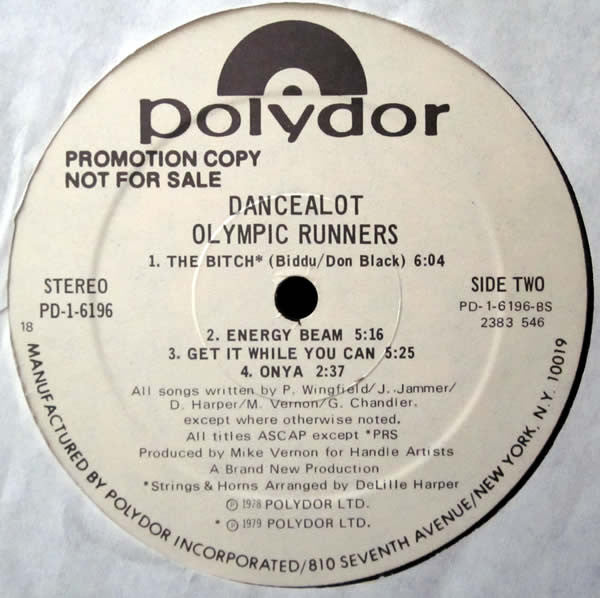 polydor
PROMOTION COPY
NOT FOR SALE
DANCEALOT
OLYMPIC RUNNERS
1. THE BITCH* (Biddu/Don Black) 6:04
STEREO
PD-1-6196
SIDE TWO
PD-1-6196-BS
2383 546
18
2. ENERGY BEAM 5:16
3. GET IT WHILE YOU CAN 5:25
4. ONYA 2:37
All songs written by P. Wingfield/J. Jammer/
D. Harper/M. Vernon/G. Chandler.
except where otherwise noted.
All titles ASCAP except *PRS
Produced by Mike Vernon for Handle Artists
A Brand New Production
*Strings & Horns Arranged by DeLille Harper
Ⓟ 1978 POLYDOR LTD.
* Ⓟ 1979 POLYDOR LTD.
MANUFACTURED BY POLYDOR INCORPORATED/810 SEVENTH AVENUE/NEW YORK, N.Y. 10019